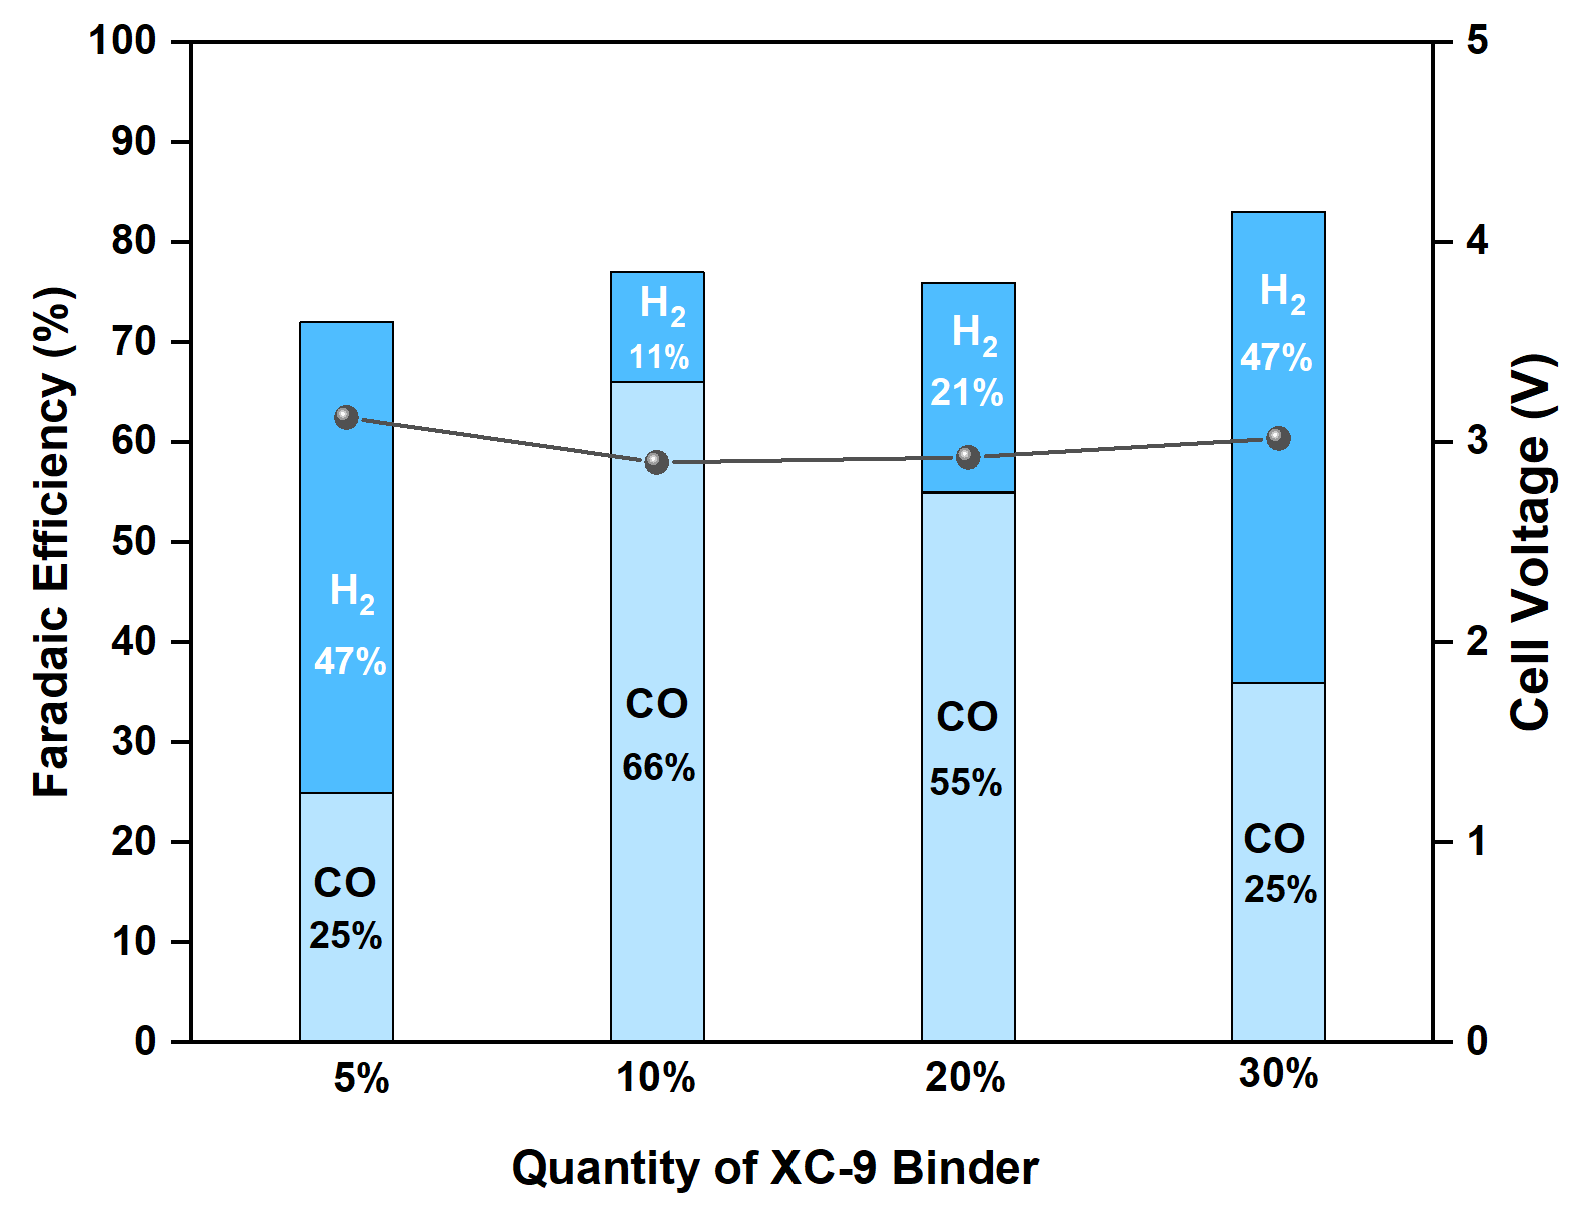 100
90
80
70
60
50
40
30
20
10
0
Faradaic Efficiency (%)
H2
47%
CO
25%
H2
11%
CO
66%
H2
21%
CO
55%
H2
47%
CO
25%
5
4
3
2
1
0
Cell Voltage (V)
5% 10% 20% 30%
Quantity of XC-9 Binder